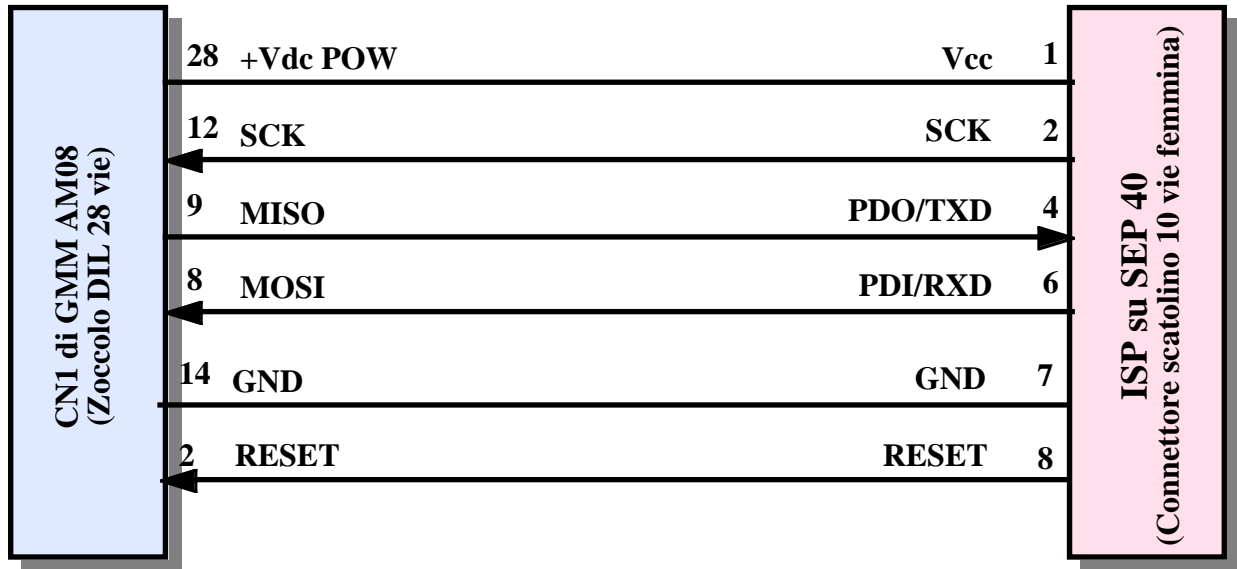 CN1 di GMM AM08
(Zoccolo DIL 28 vie)
28 +Vdc POW Vcc 1
12 SCK SCK 2
9 MISO PDO/TXD 4
8 MOSI PDI/RXD 6
14 GND GND 7
2 RESET RESET 8
ISP su SEP 40
(Connettore scatolino 10 vie femmina)